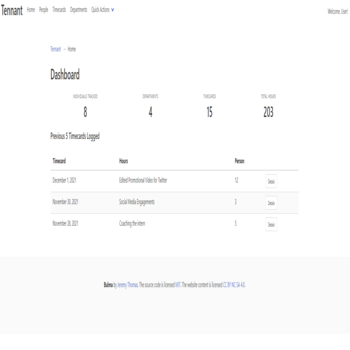 Tennant Home People Timecards Departments Quick Actions Welcome, User!
Tennant → Home
Dashboard
INDIVIDUALS TRACKED DEPARTMENTS TIMECARDS TOTAL HOURS
8 4 15 203
Previous 5 Timecards Logged
Timecard Hours Person
December 1, 2021 Edited Promotional Video for Twitter 12 Details
November 30, 2021 Social Media Engagements 3 Details
November 28, 2021 Coaching the Intern 5 Details
Bulma by Jeremy Thomas. The source code is licensed MIT. The website content is licensed CC BY NC SA 4.0.